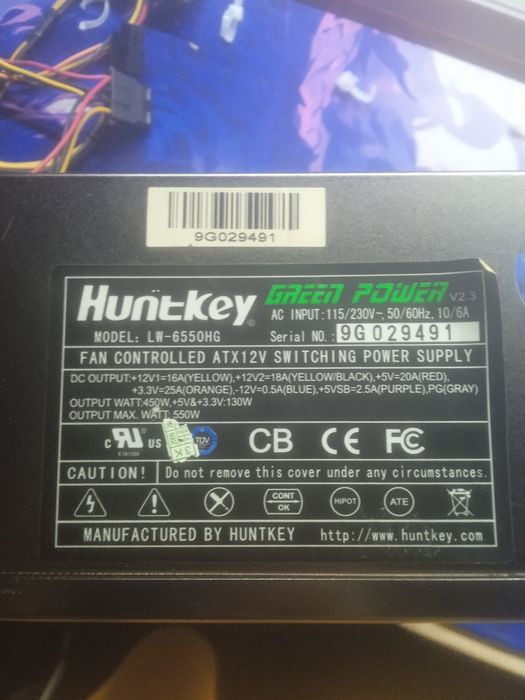 9G029491
Huntkey® GREEN POWER V2.3
AC INPUT:115/230V~, 50/60Hz, 10/6A
MODEL: LW-6550HG Serial NO.: 9G029491
FAN CONTROLLED ATX12V SWITCHING POWER SUPPLY
DC OUTPUT:+12V1=16A(YELLOW),+12V2=18A(YELLOW/BLACK),+5V=20A(RED),
+3.3V=25A(ORANGE),-12V=0.5A(BLUE),+5VSB=2.5A(PURPLE),PG(GRAY)
OUTPUT WATT:450W,+5V&+3.3V:130W
OUTPUT MAX. WATT: 550W
c RU US TÜV CB CE FC
CAUTION! Do not remove this cover under any circumstances.
CONT OK HIPOT ATE
MANUFACTURED BY HUNTKEY http://www.huntkey.com